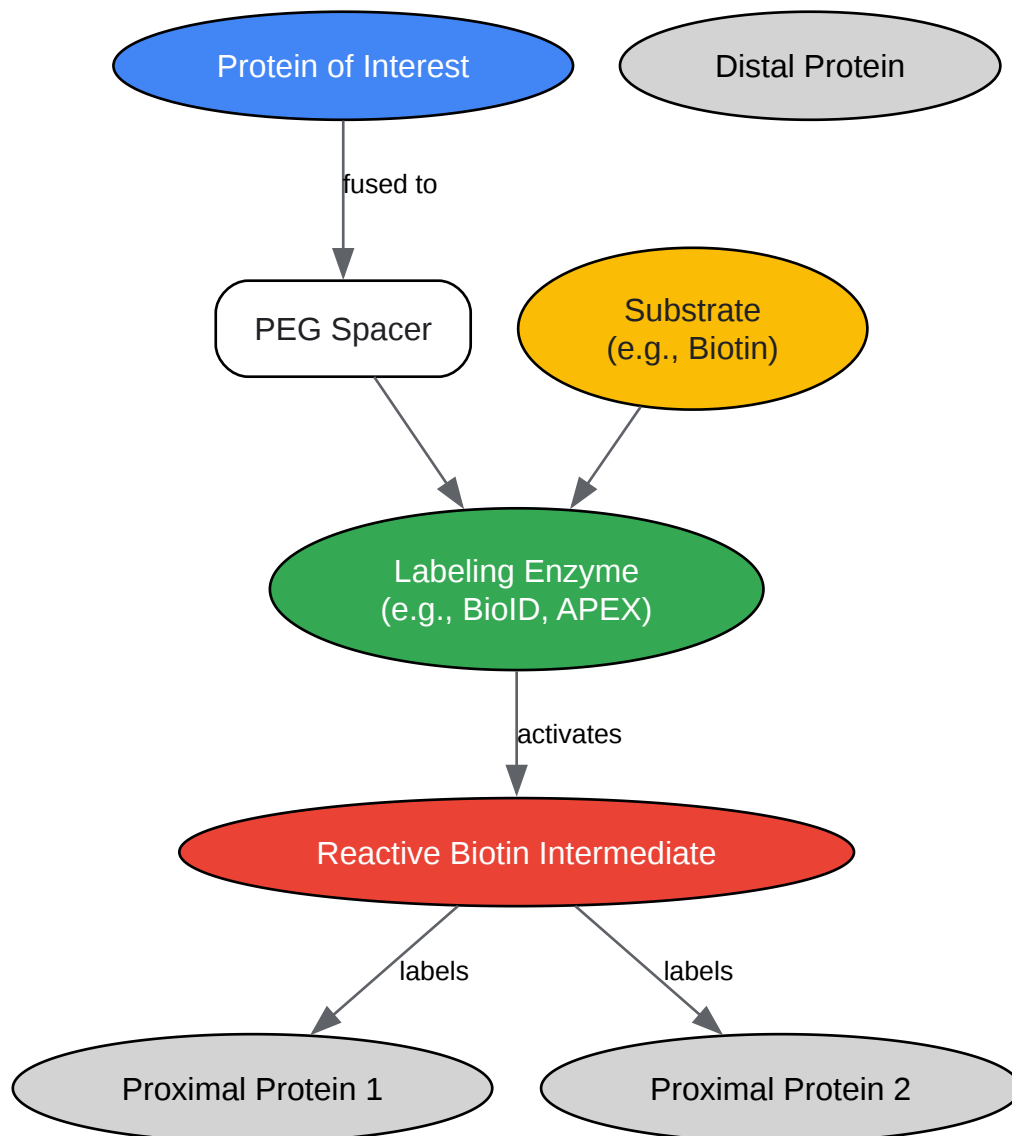 Protein of Interest
Distal Protein
fused to
PEG Spacer
Substrate
(e.g., Biotin)
Labeling Enzyme
(e.g., BioID, APEX)
activates
Reactive Biotin Intermediate
labels
labels
Proximal Protein 1
Proximal Protein 2